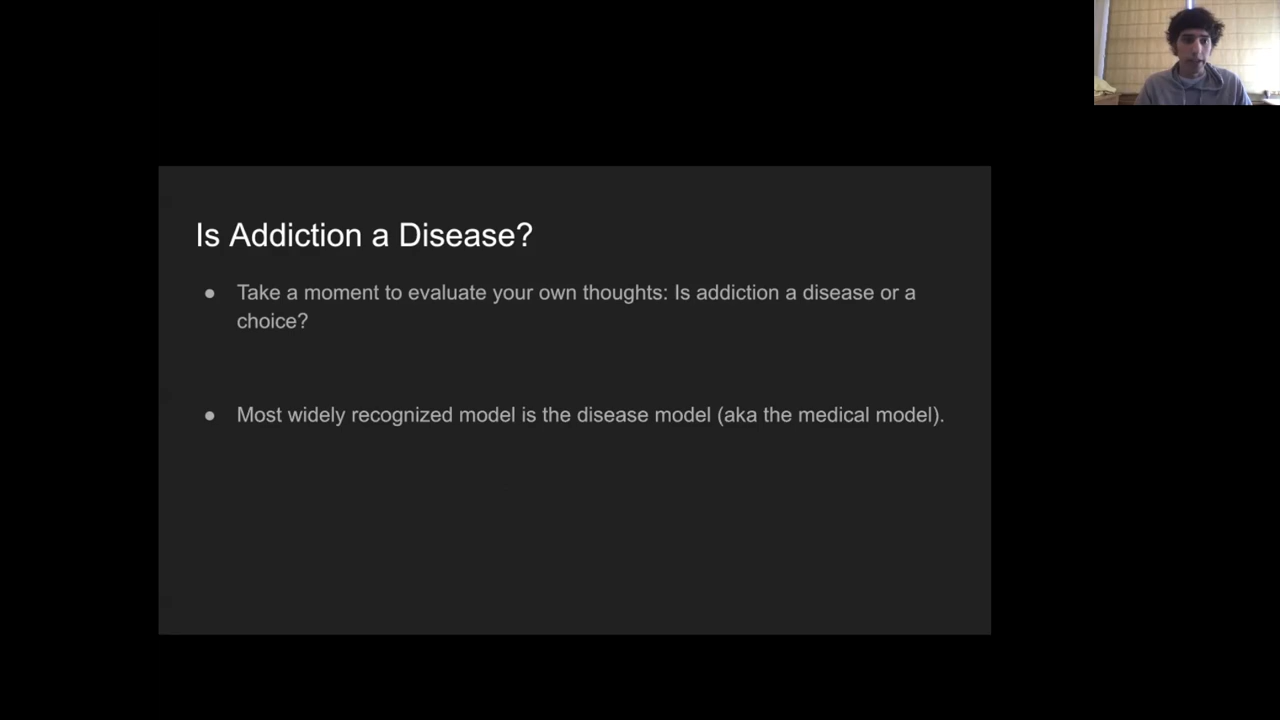 Is Addiction a Disease?
● Take a moment to evaluate your own thoughts: Is addiction a disease or a
choice?
● Most widely recognized model is the disease model (aka the medical model).